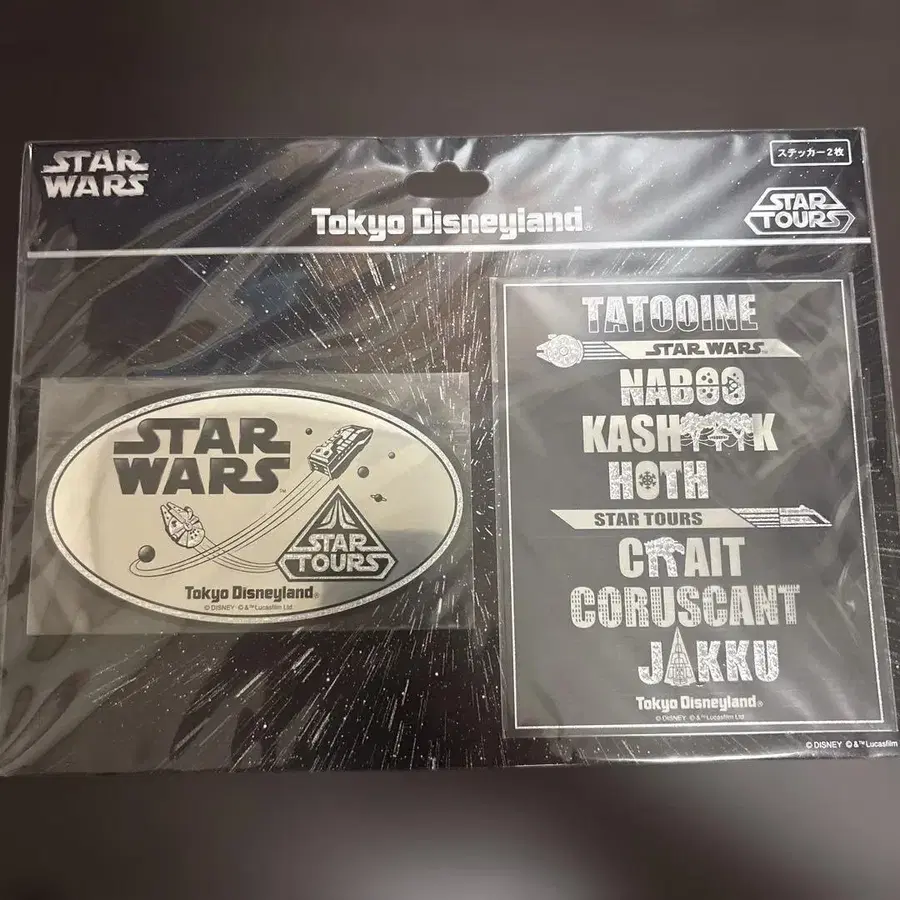 STAR
WARS
ステッカー2枚
Tokyo Disneyland®
STAR
TOURS
STAR
WARS™
STAR
TOURS
Tokyo Disneyland®
© DISNEY © &™ Lucasfilm Ltd
TATOOINE
STAR WARS™
NABOO
KASHYYYK
HOTH
STAR TOURS
CRAIT
CORUSCANT
JAKKU
Tokyo Disneyland®
© DISNEY © &™ Lucasfilm Ltd
© DISNEY © &™ Lucasfilm